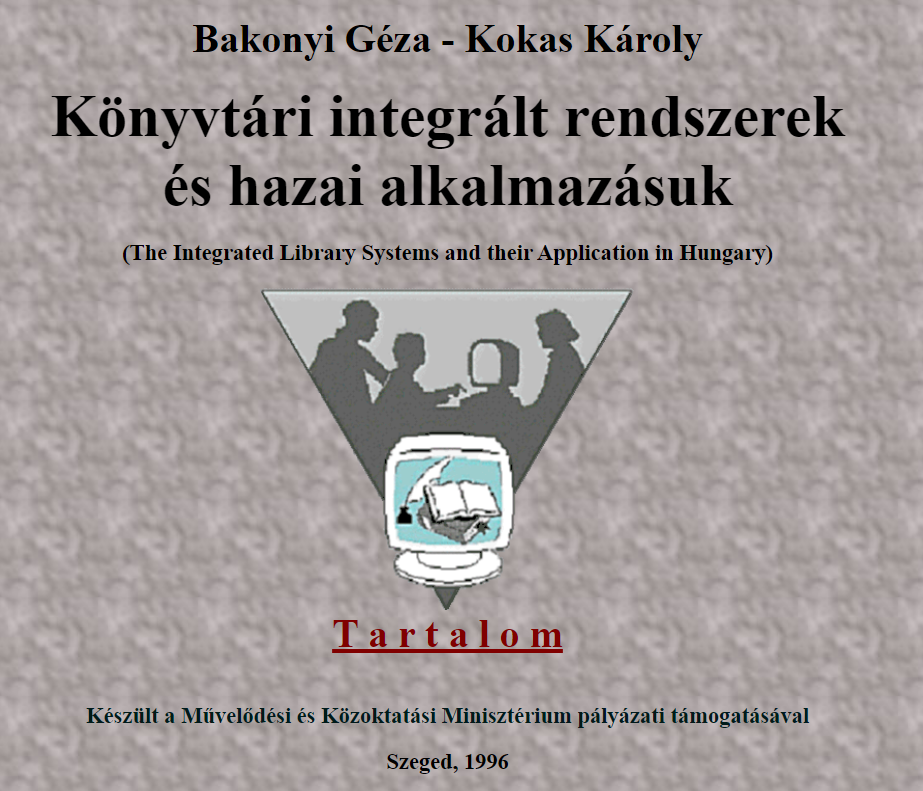 Bakonyi Géza - Kokas Károly
Könyvtári integrált rendszerek
és hazai alkalmazásuk
(The Integrated Library Systems and their Application in Hungary)
T a r t a l o m
Készült a Művelődési és Közoktatási Minisztérium pályázati támogatásával
Szeged, 1996